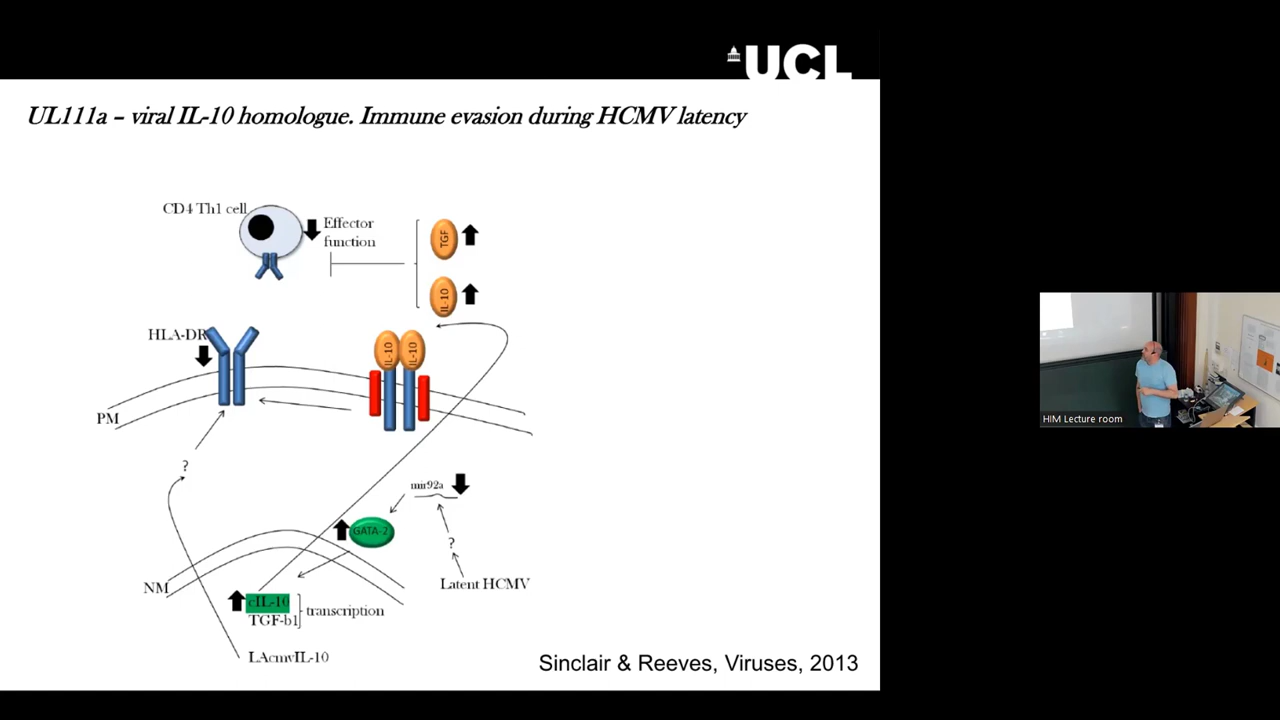 UCL
UL111a – viral IL-10 homologue. Immune evasion during HCMV latency
CD4 Th1 cell
Effector
function
TGF
IL-10
HLA-DR
IL-10
IL-10
PM
?
mir92a
GATA-2
?
NM
Latent HCMV
cIL-10
TGF-b1
transcription
LAcmvIL-10
Sinclair & Reeves, Viruses, 2013
HIM Lecture room